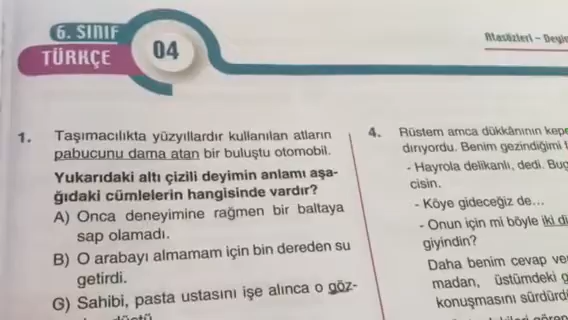 6. SINIF
TÜRKÇE
04
Atasözleri – Deyim
1. Taşımacılıkta yüzyıllardır kullanılan atların
pabucunu dama atan bir buluştu otomobil.
Yukarıdaki altı çizili deyimin anlamı aşa-
ğıdaki cümlelerin hangisinde vardır?
A) Onca deneyimine rağmen bir baltaya
sap olamadı.
B) O arabayı almamam için bin dereden su
getirdi.
C) Sahibi, pasta ustasını işe alınca o göz-
4. Rüstem amca dükkânının kepe
dırıyordu. Benim gezindiğimi
- Hayrola delikanlı, dedi. Bug
cisin.
- Köye gideceğiz de...
- Onun için mi böyle iki di
giyindin?
Daha benim cevap ve
madan, üstümdeki g
konuşmasını sürdürd